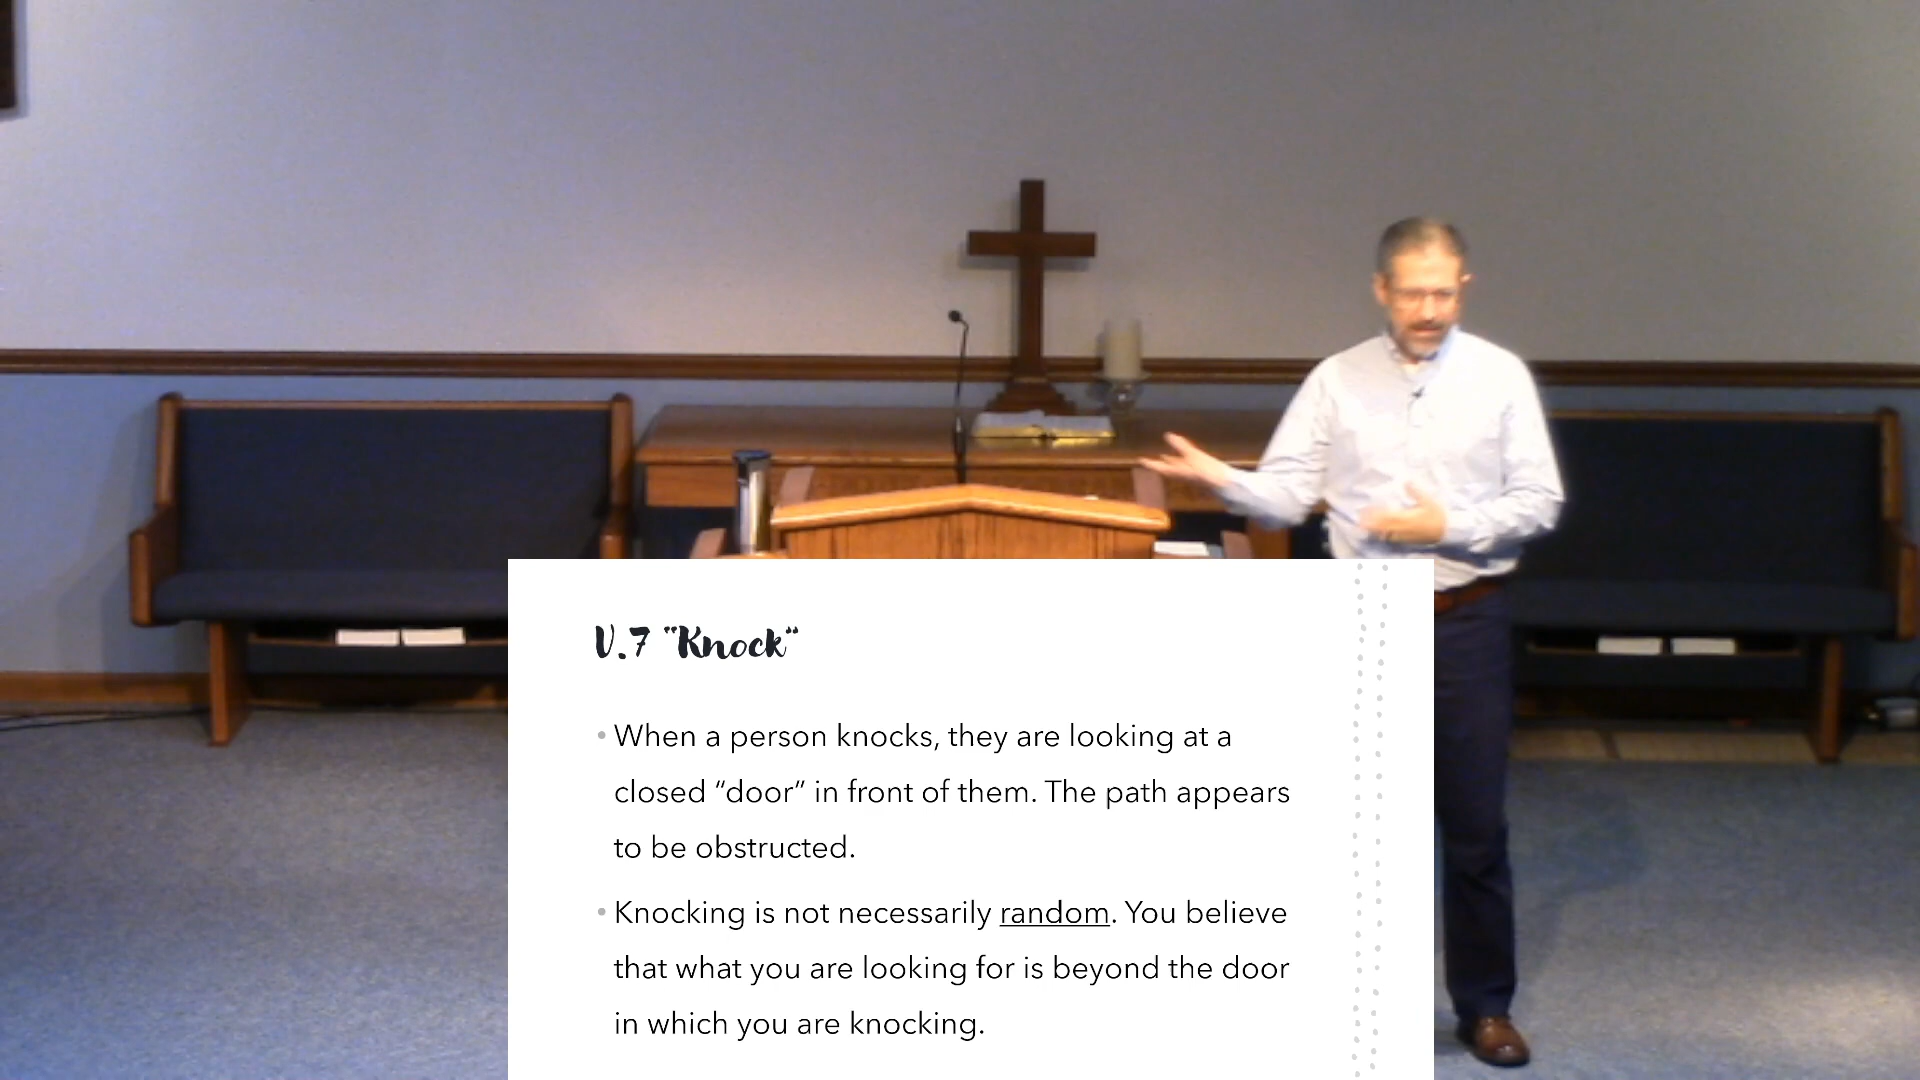 V.7 "Knock"
• When a person knocks, they are looking at a
closed “door” in front of them. The path appears
to be obstructed.
• Knocking is not necessarily random. You believe
that what you are looking for is beyond the door
in which you are knocking.